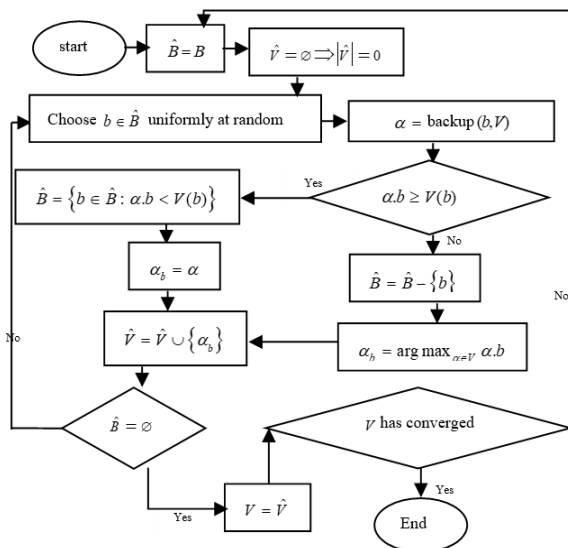 start
B̂ = B
V̂ = ∅ ⇒ |V̂| = 0
Choose b ∈ B̂ uniformly at random
α = backup (b,V)
α.b ≥ V(b)
Yes
B̂ = {b ∈ B̂ : α.b < V(b)}
No
α_b = α
B̂ = B̂ − {b}
No
No
V̂ = V̂ ∪ {α_b}
α_b = arg max_{α∈V} α.b
B̂ = ∅
V has converged
Yes
V = V̂
Yes
End